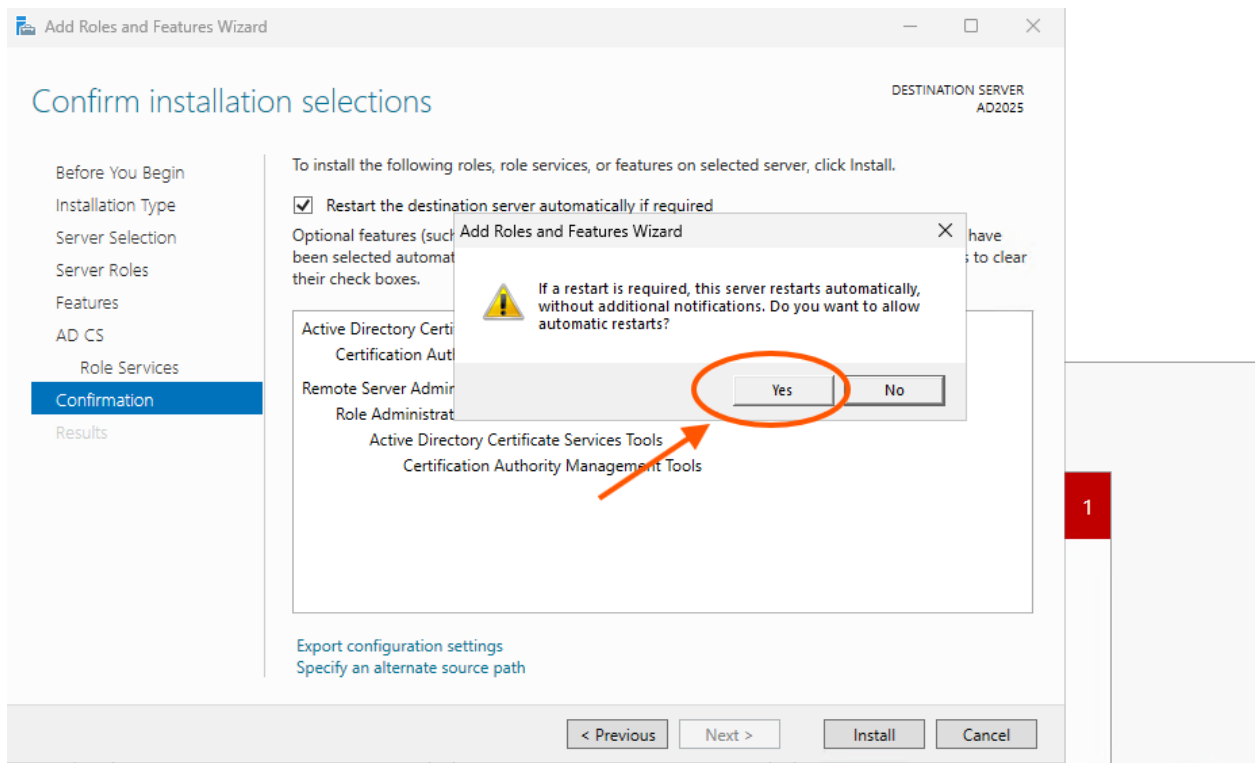 Add Roles and Features Wizard
Confirm installation selections
DESTINATION SERVER
AD2025
Before You Begin
Installation Type
Server Selection
Server Roles
Features
AD CS
Role Services
Confirmation
Results
To install the following roles, role services, or features on selected server, click Install.
Restart the destination server automatically if required
Optional features (such have
been selected automat s to clear
their check boxes.
Add Roles and Features Wizard
If a restart is required, this server restarts automatically,
without additional notifications. Do you want to allow
automatic restarts?
Yes
No
Active Directory Certi
Certification Auth
Remote Server Admin
Role Administrat
Active Directory Certificate Services Tools
Certification Authority Management Tools
Export configuration settings
Specify an alternate source path
< Previous
Next >
Install
Cancel
1